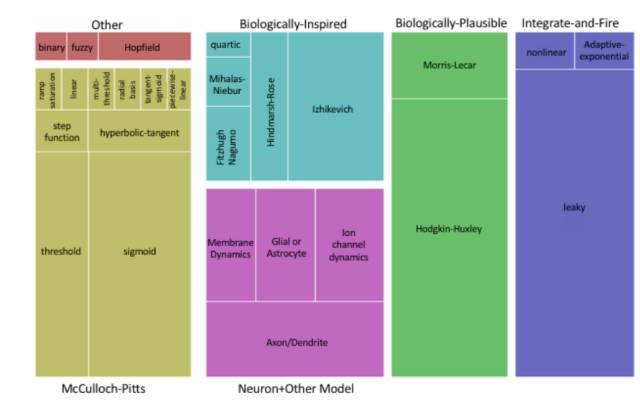 Other
Biologically-Inspired
Biologically-Plausible
Integrate-and-Fire
binary
fuzzy
Hopfield
ramp
saturation
linear
multi-
threshold
radial
basis
tangent-
sigmoid
piecewise-
linear
step
function
hyperbolic-tangent
threshold
sigmoid
McCulloch-Pitts
quartic
Mihalas-
Niebur
Fitzhugh
Nagumo
Hindmarsh-Rose
Izhikevich
Membrane
Dynamics
Glial or
Astrocyte
Ion
channel
dynamics
Axon/Dendrite
Neuron+Other Model
Morris-Lecar
Hodgkin-Huxley
nonlinear
Adaptive-
exponential
leaky